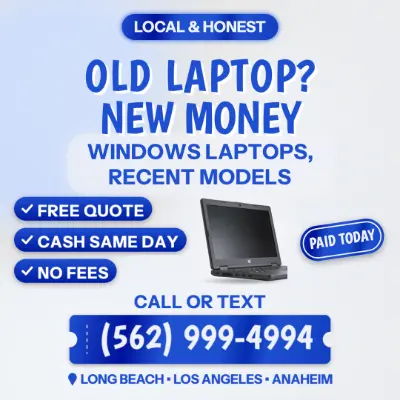 LOCAL & HONEST
OLD LAPTOP?
NEW MONEY
WINDOWS LAPTOPS,
RECENT MODELS
FREE QUOTE
CASH SAME DAY
NO FEES
PAID TODAY
CALL OR TEXT
(562) 999-4994
LONG BEACH • LOS ANGELES • ANAHEIM